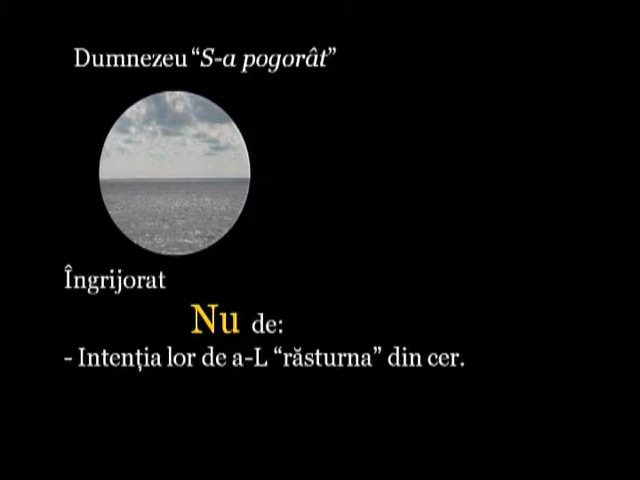 Dumnezeu “S-a pogorât”
Îngrijorat
Nu de:
- Intenția lor de a-L “răsturna” din cer.